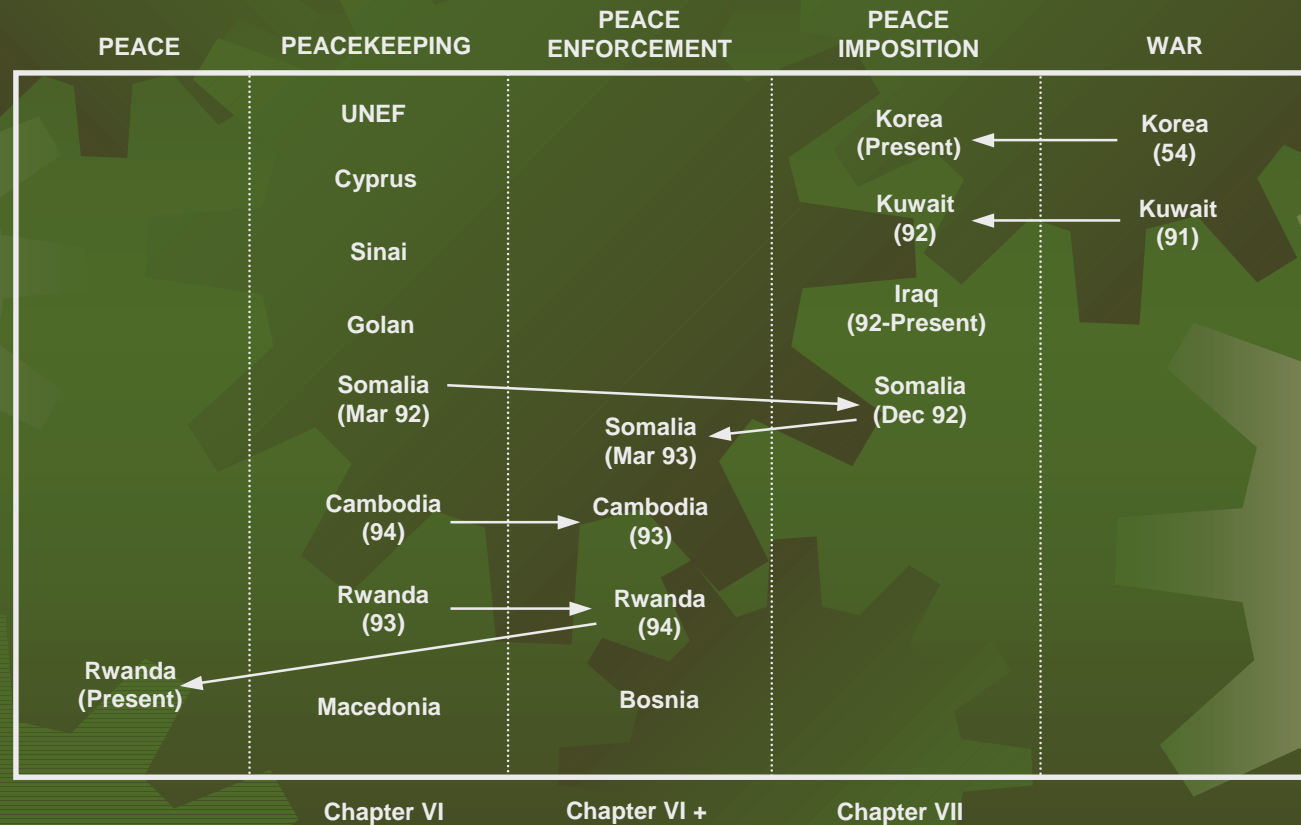 PEACE
PEACEKEEPING
PEACE
ENFORCEMENT
PEACE
IMPOSITION
WAR
UNEF
Cyprus
Sinai
Golan
Somalia
(Mar 92)
Cambodia
(94)
Rwanda
(93)
Macedonia
Rwanda
(Present)
Somalia
(Mar 93)
Cambodia
(93)
Rwanda
(94)
Bosnia
Korea
(Present)
Kuwait
(92)
Iraq
(92-Present)
Somalia
(Dec 92)
Korea
(54)
Kuwait
(91)
Chapter VI
Chapter VI +
Chapter VII